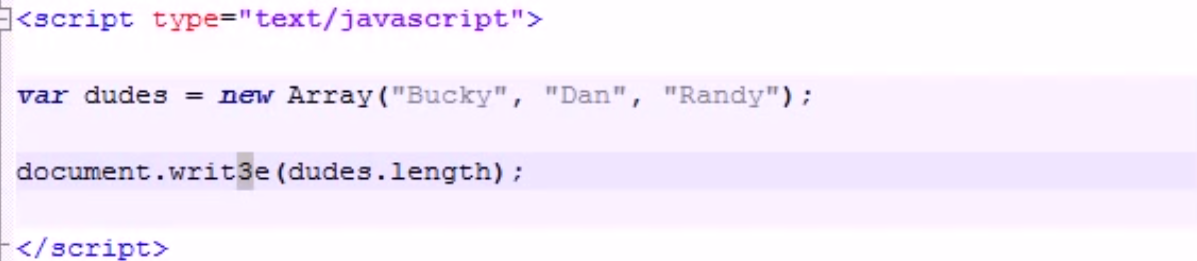 <script type="text/javascript">
var dudes = new Array("Bucky", "Dan", "Randy");
document.writ3e(dudes.length);
</script>